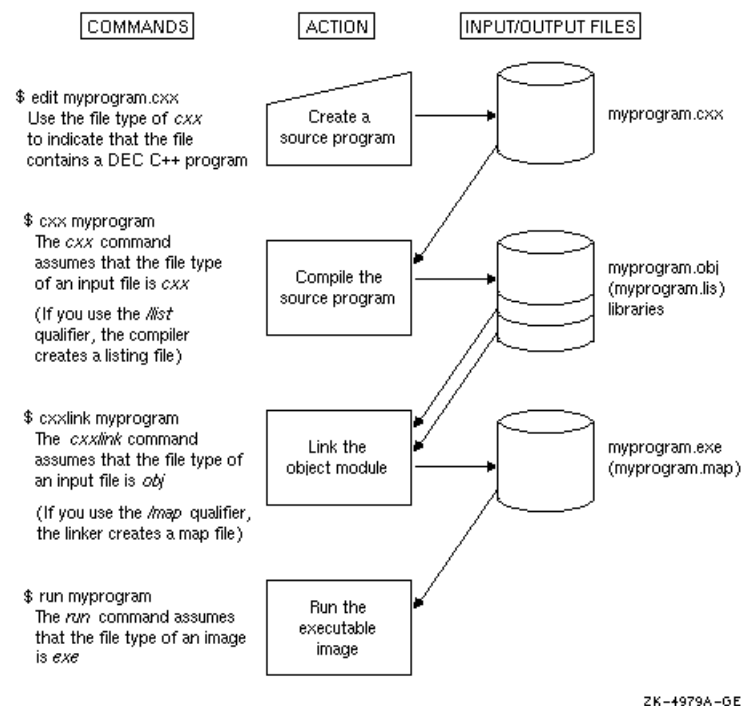 COMMANDS
ACTION
INPUT/OUTPUT FILES
$ edit myprogram.cxx
Use the file type of cxx
to indicate that the file
contains a DEC C++ program
Create a
source program
myprogram.cxx
$ cxx myprogram
The cxx command
assumes that the file type
of an input file is cxx
(If you use the /list
qualifier, the compiler
creates a listing file)
Compile the
source program
myprogram.obj
(myprogram.lis)
libraries
$ cxxlink myprogram
The cxxlink command
assumes that the file type of
an input file is obj
(If you use the /map qualifier,
the linker creates a map file)
Link the
object module
myprogram.exe
(myprogram.map)
$ run myprogram
The run command assumes
that the file type of an image
is exe
Run the
executable
image
ZK-4979A-GE